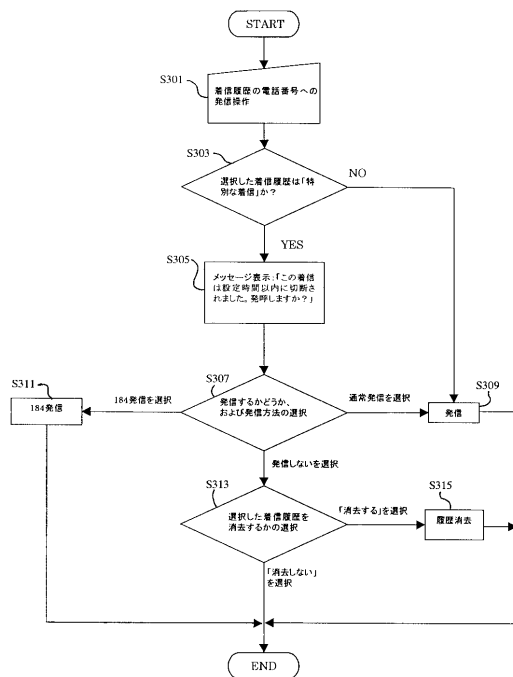 START
S301
着信履歴の電話番号への
発信操作
S303
選択した着信履歴は「特
別な着信」か?
NO
YES
S305
メッセージ表示:「この着信
は設定時間以内に切断さ
れました。発呼しますか?」
S307
発信するかどうか、
および発信方法の選択
184発信を選択
通常発信を選択
S311
184発信
S309
発信
発信しないを選択
S313
選択した着信履歴を
消去するかの選択
「消去する」を選択
S315
履歴消去
「消去しない」
を選択
END